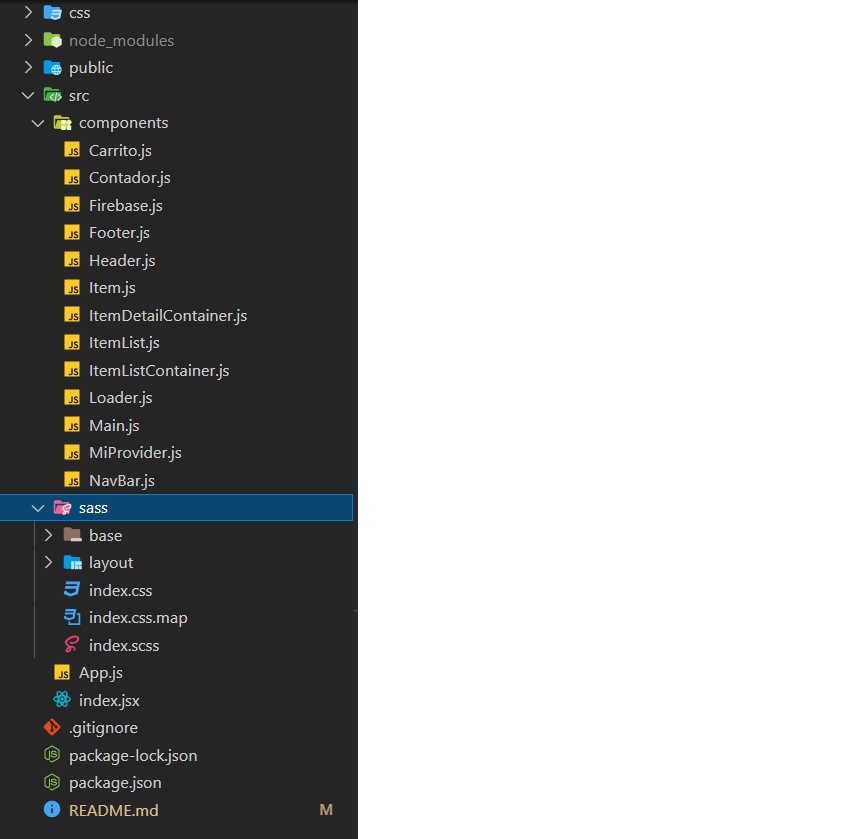 css
node_modules
public
src
components
Carrito.js
Contador.js
Firebase.js
Footer.js
Header.js
Item.js
ItemDetailContainer.js
ItemList.js
ItemListContainer.js
Loader.js
Main.js
MiProvider.js
NavBar.js
sass
base
layout
index.css
index.css.map
index.scss
App.js
index.jsx
.gitignore
package-lock.json
package.json
README.md M